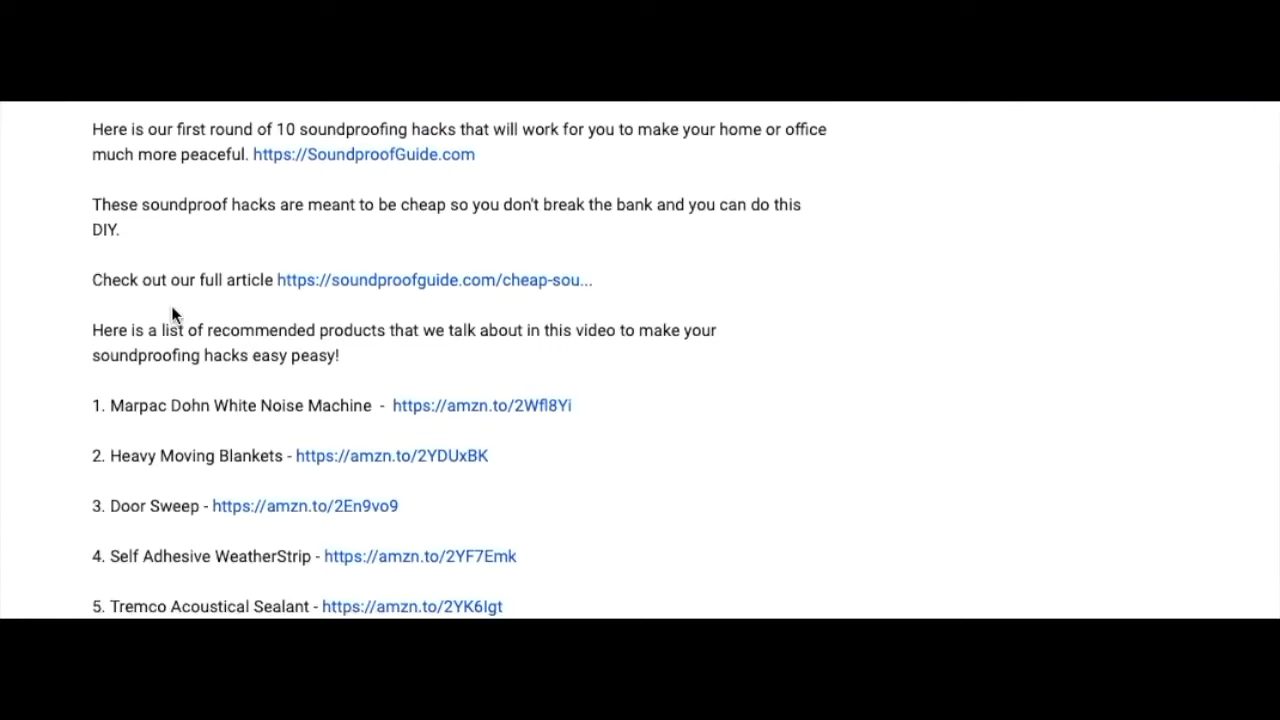 Here is our first round of 10 soundproofing hacks that will work for you to make your home or office
much more peaceful. https://SoundproofGuide.com
These soundproof hacks are meant to be cheap so you don't break the bank and you can do this
DIY.
Check out our full article https://soundproofguide.com/cheap-sou...
Here is a list of recommended products that we talk about in this video to make your
soundproofing hacks easy peasy!
1. Marpac Dohn White Noise Machine - https://amzn.to/2Wfl8Yi
2. Heavy Moving Blankets - https://amzn.to/2YDUxBK
3. Door Sweep - https://amzn.to/2En9vo9
4. Self Adhesive WeatherStrip - https://amzn.to/2YF7Emk
5. Tremco Acoustical Sealant - https://amzn.to/2YK6Igt